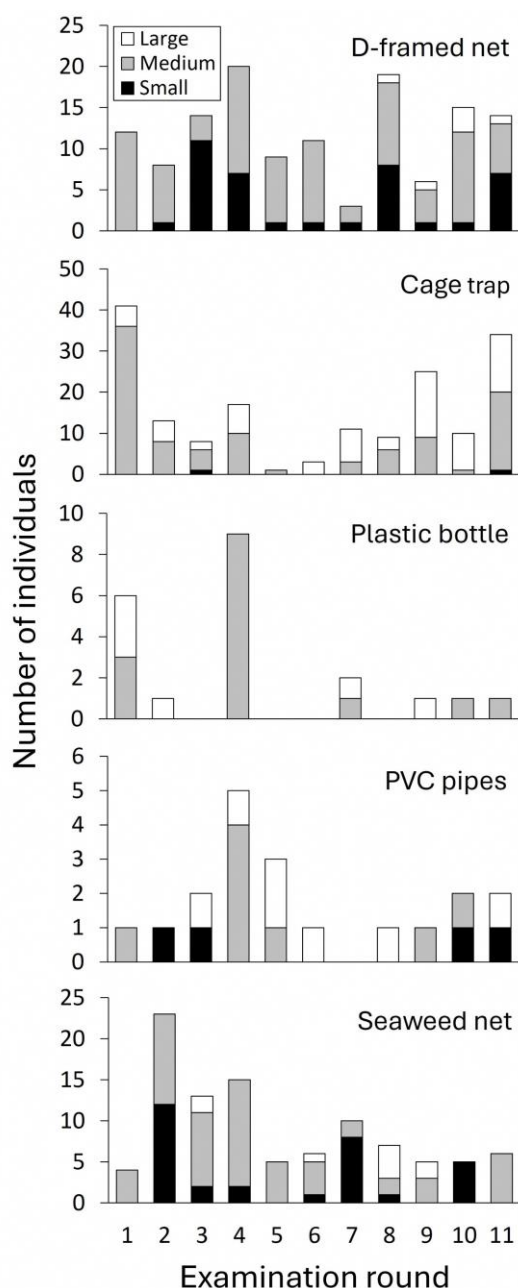 Number of individuals
25
20
15
10
5
0
Large
Medium
Small
D-framed net
50
40
30
20
10
0
Cage trap
10
8
6
4
2
0
Plastic bottle
6
5
4
3
2
1
0
PVC pipes
25
20
15
10
5
0
Seaweed net
1 2 3 4 5 6 7 8 9 10 11
Examination round